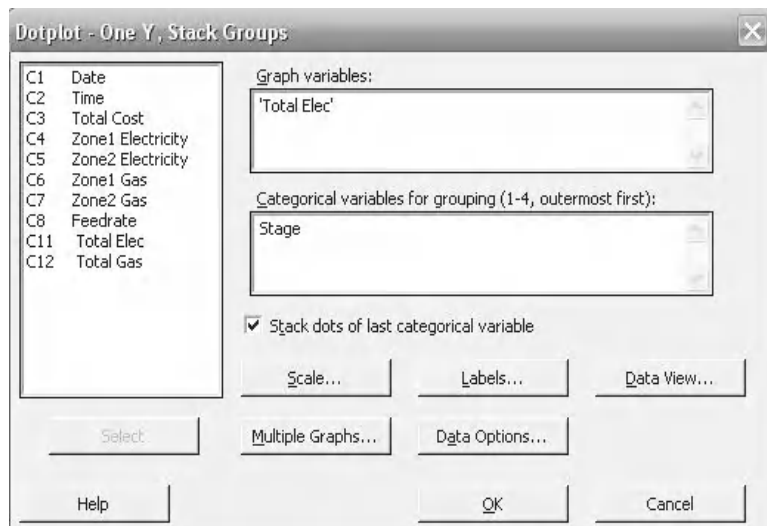 Dotplot - One Y, Stack Groups
C1 Date
C2 Time
C3 Total Cost
C4 Zone1 Electricity
C5 Zone2 Electricity
C6 Zone1 Gas
C7 Zone2 Gas
C8 Feedrate
C11 Total Elec
C12 Total Gas
Graph variables:
'Total Elec'
Categorical variables for grouping (1-4, outermost first):
Stage
Stack dots of last categorical variable
Scale... Labels... Data View...
Select Multiple Graphs... Data Options...
Help OK Cancel